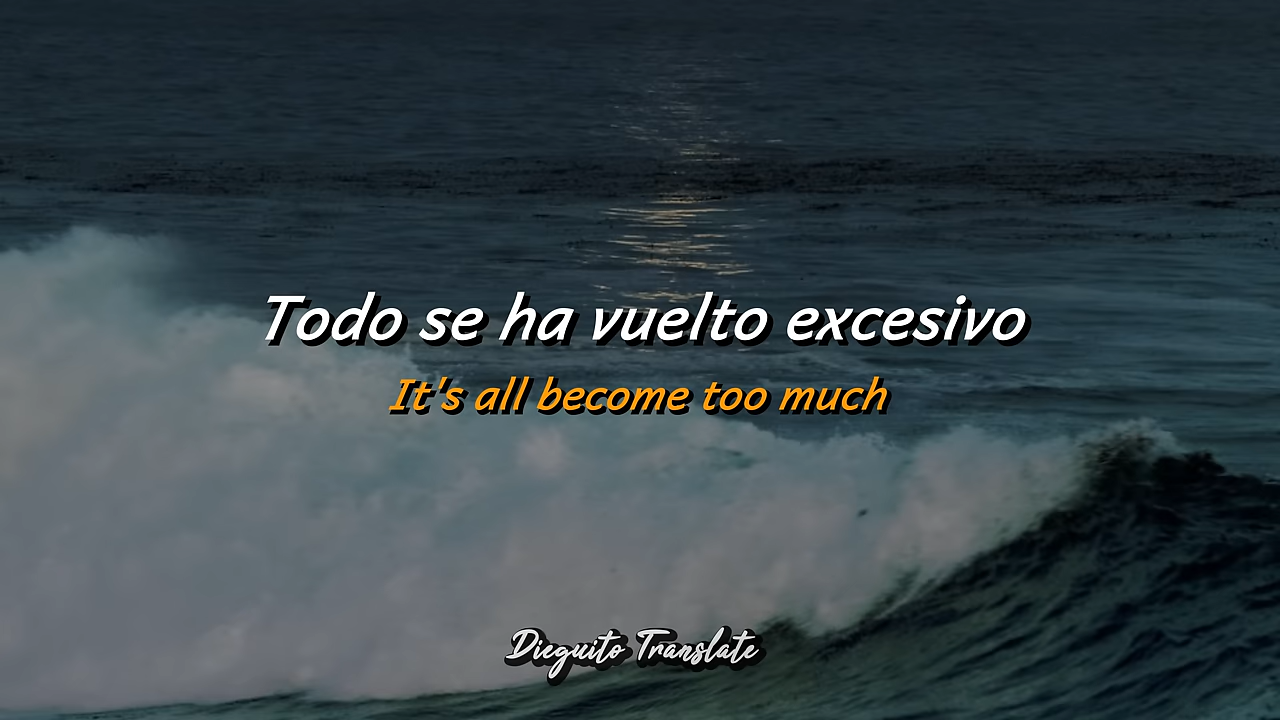 Todo se ha vuelto excesivo
It's all become too much
Dieguito Translate